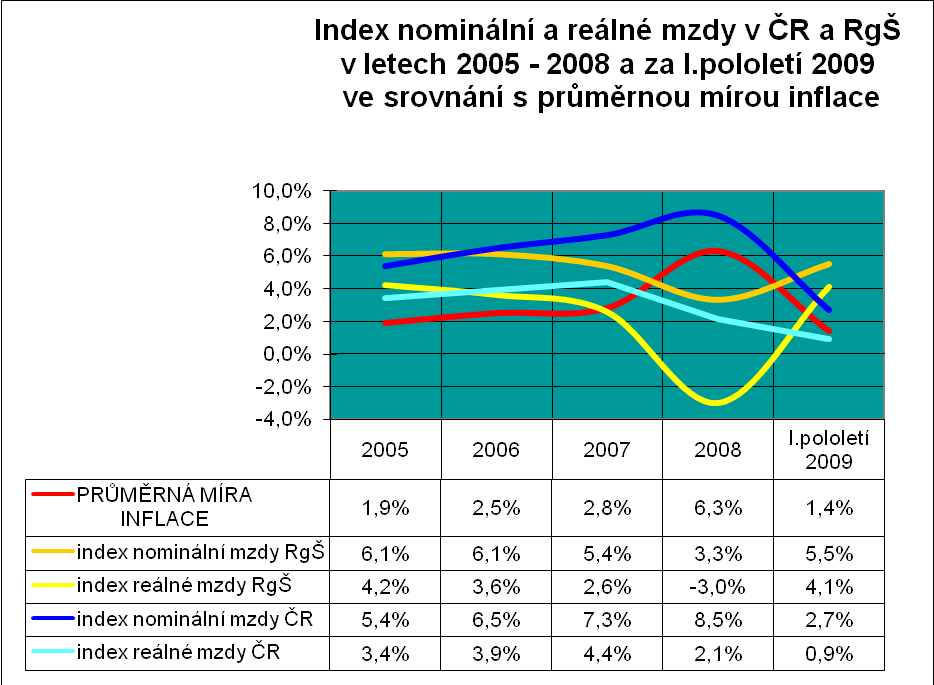 Index nominální a reálné mzdy v ČR a RgŠ
v letech 2005 - 2008 a za I.pololetí 2009
ve srovnání s průměrnou mírou inflace
10,0%
8,0%
6,0%
4,0%
2,0%
0,0%
-2,0%
-4,0%
2005 2006 2007 2008 I.pololetí
2009
PRŮMĚRNÁ MÍRA
INFLACE 1,9% 2,5% 2,8% 6,3% 1,4%
index nominální mzdy RgŠ 6,1% 6,1% 5,4% 3,3% 5,5%
index reálné mzdy RgŠ 4,2% 3,6% 2,6% -3,0% 4,1%
index nominální mzdy ČR 5,4% 6,5% 7,3% 8,5% 2,7%
index reálné mzdy ČR 3,4% 3,9% 4,4% 2,1% 0,9%